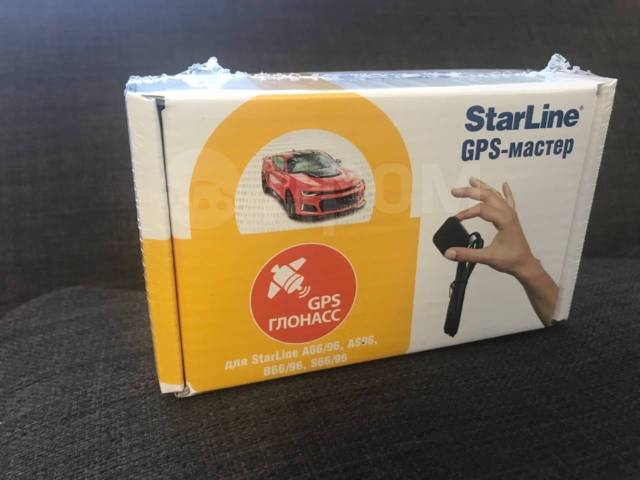 StarLine®
GPS-мастер
GPS
ГЛОНАСС
для StarLine A66/96, AS96,
B66/96, S66/96